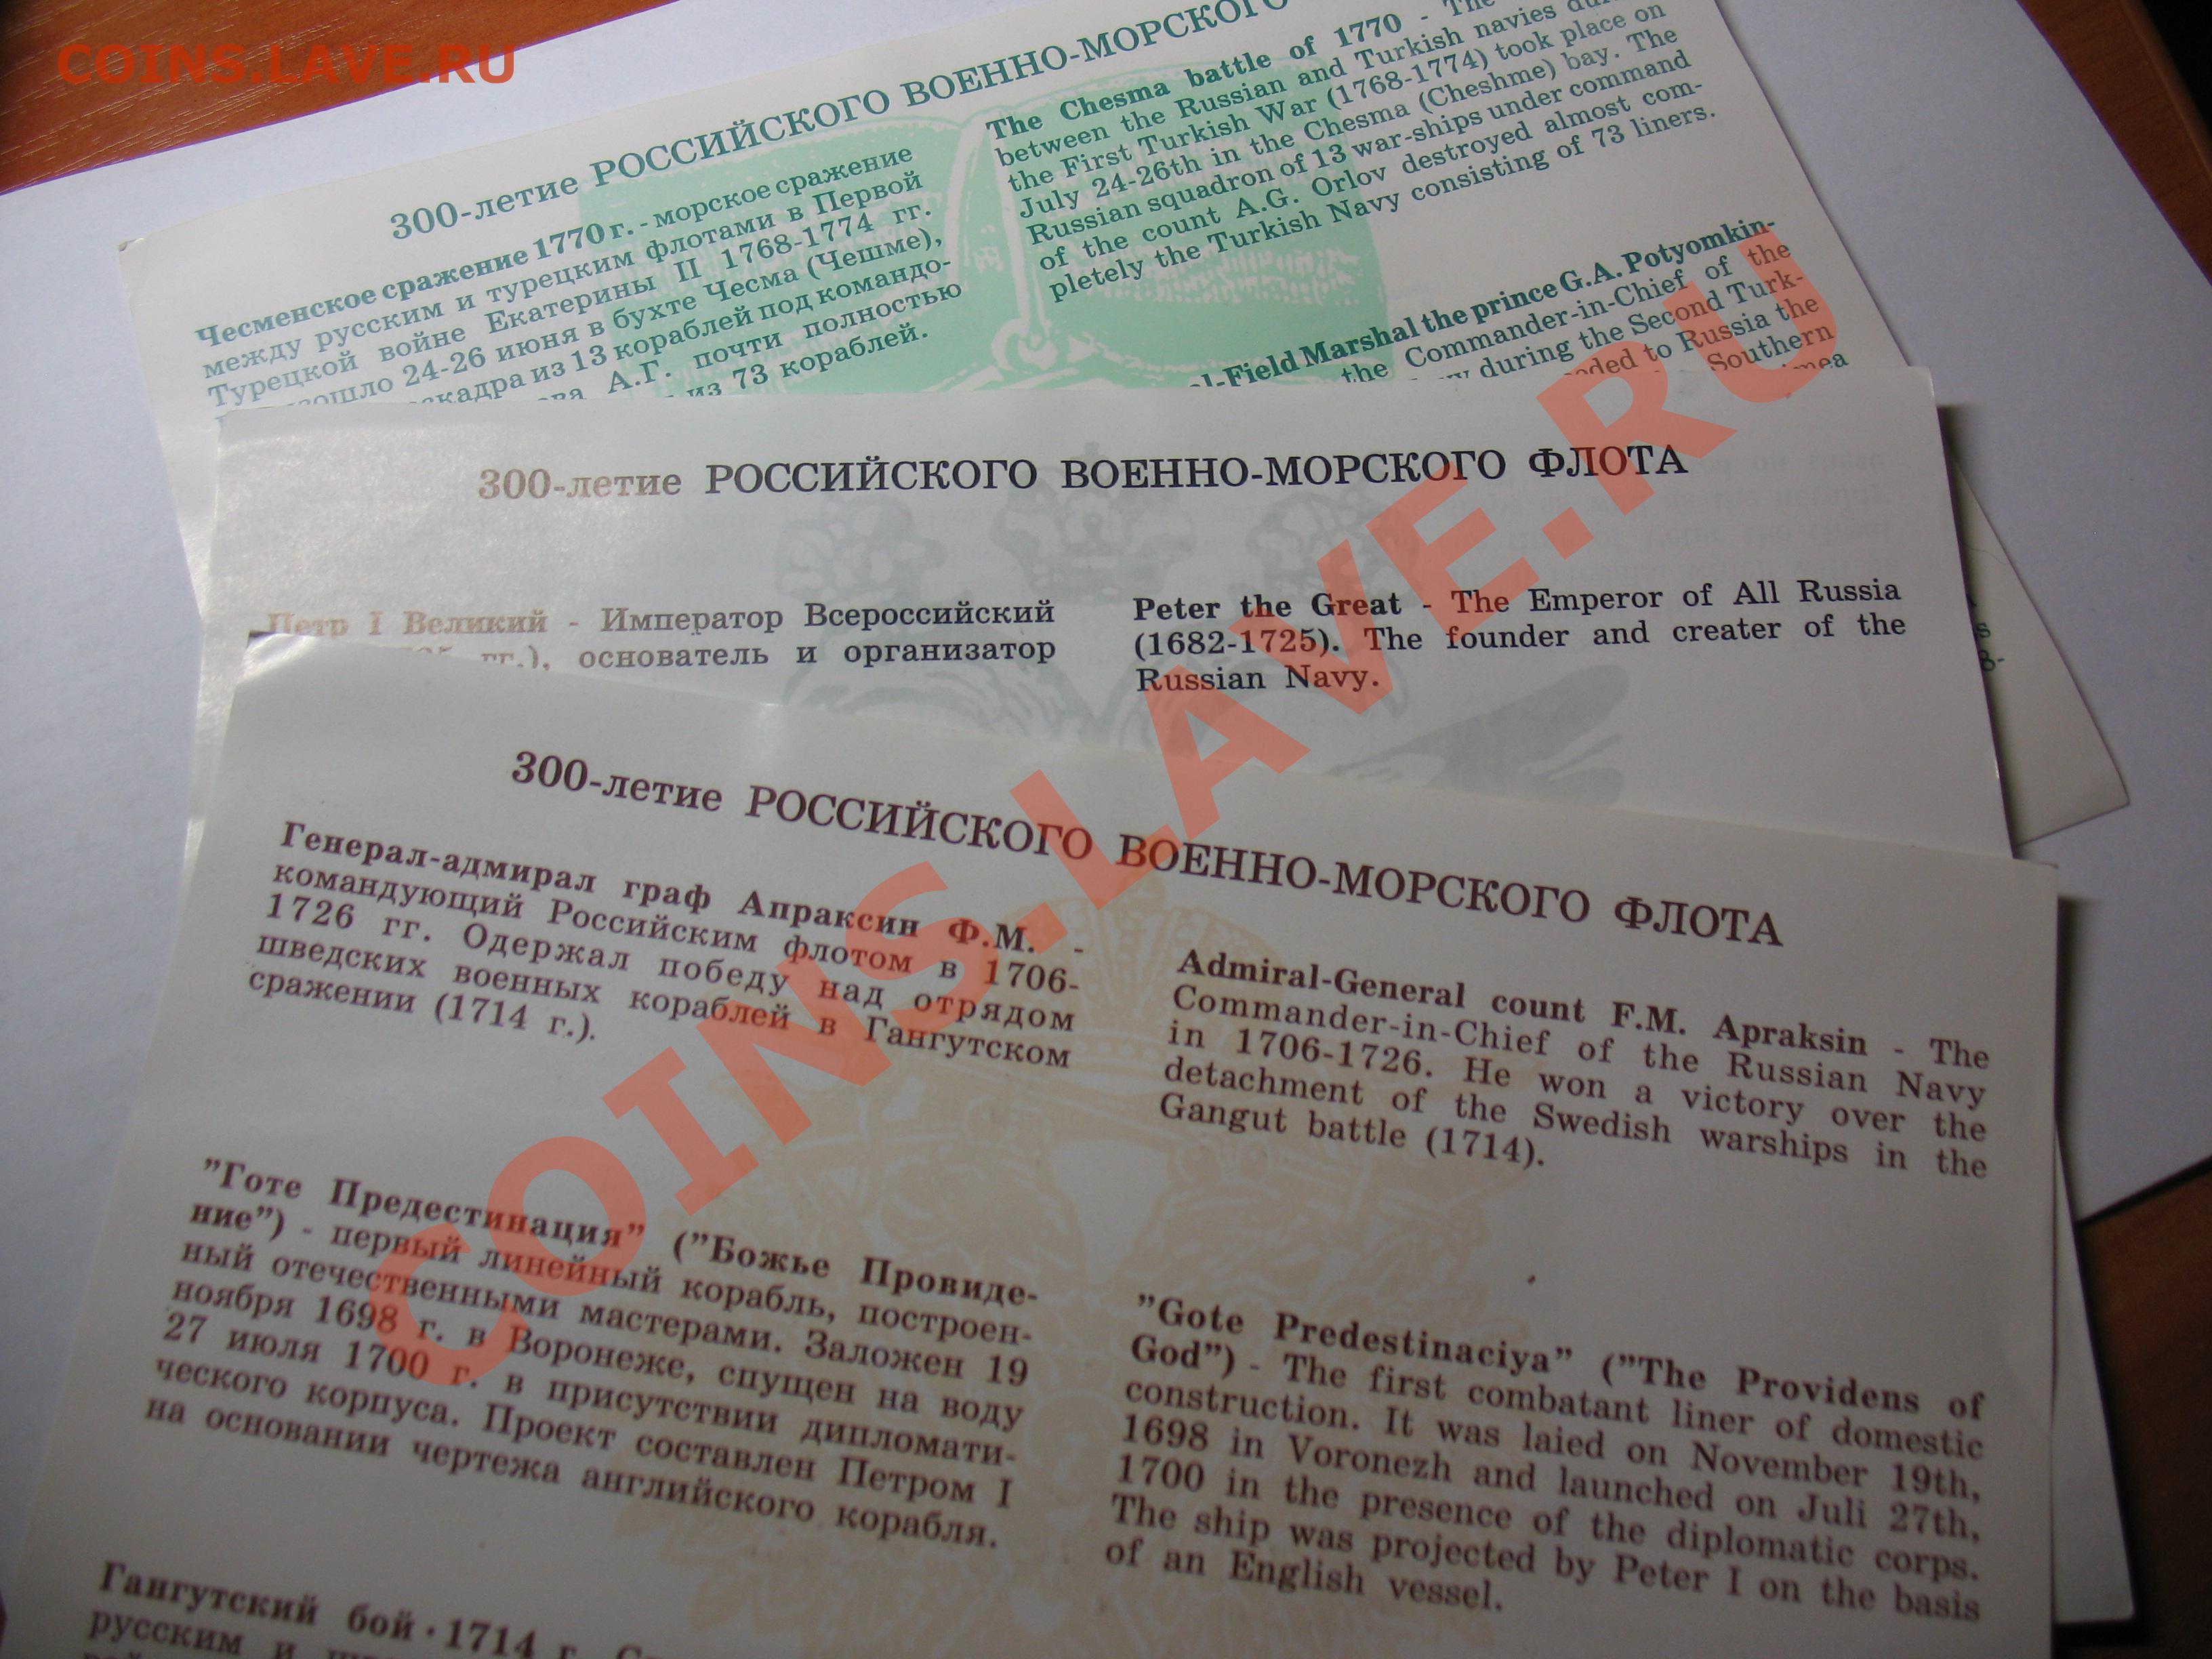 COINS.LAVE.RU
300-летие РОССИЙСКОГО ВОЕННО-МОРСКОГО
Чесменское сражение 1770 г. - морское сражение
между русским и турецким флотами в Первой
Турецкой войне Екатерины II 1768-1774 гг.
24-26 июня в бухте Чесма (Чешме),
из 13 кораблей под командо-
А.Г. почти полностью
из 73 кораблей.
The Chesma battle of 1770 - The
between the Russian and Turkish navies
the First Turkish War (1768-1774) took place on
July 24-26th in the Chesma (Cheshme) bay. The
Russian squadron of 13 war-ships under command
of the count A.G. Orlov destroyed almost com-
pletely the Turkish Navy consisting of 73 liners.
Marshal the prince G.A. Potyomkin-
the Commander-in-Chief of the
during the Second Turk-
to Russia the
Southern
300-летие РОССИЙСКОГО ВОЕННО-МОРСКОГО ФЛОТА
Петр I Великий - Император Всероссийский
гг.), основатель и организатор
Peter the Great - The Emperor of All Russia
(1682-1725). The founder and creater of the
Russian Navy.
300-летие РОССИЙСКОГО ВОЕННО-МОРСКОГО ФЛОТА
Генерал-адмирал граф Апраксин Ф.М. -
командующий Российским флотом в 1706-
1726 гг. Одержал победу над отрядом
шведских военных кораблей в Гангутском
сражении (1714 г.).
Admiral-General count F.M. Apraksin - The
Commander-in-Chief of the Russian Navy
in 1706-1726. He won a victory over the
detachment of the Swedish warships in the
Gangut battle (1714).
"Готе Предестинация" ("Божье Провиде-
ние") - первый линейный корабль, построен-
ный отечественными мастерами. Заложен 19
ноября 1698 г. в Воронеже, спущен на воду
27 июля 1700 г. в присутствии дипломати-
ческого корпуса. Проект составлен Петром I
на основании чертежа английского корабля.
"Gote Predestinaciya" ("The Providens of
God") - The first combatant liner of domestic
construction. It was laied on November 19th,
1698 in Voronezh and launched on Juli 27th,
1700 in the presence of the diplomatic corps.
The ship was projected by Peter I on the basis
of an English vessel.
Гангутский бой · 1714 г.
русским и
COINS.LAVE.RU